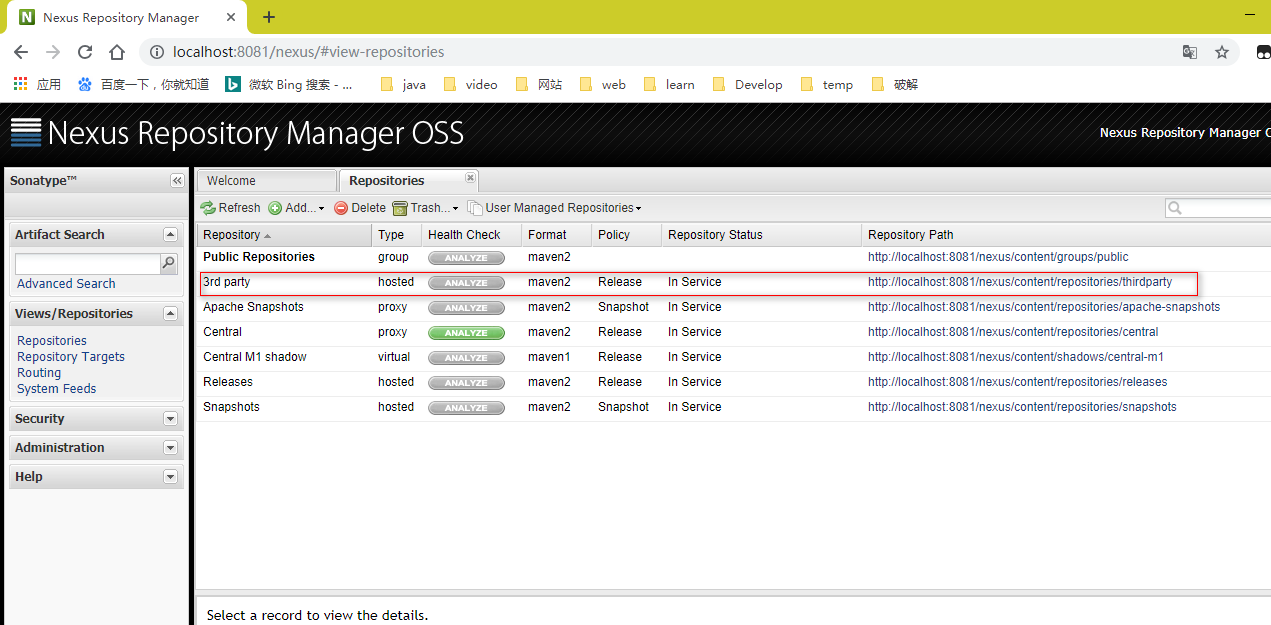 Nexus Repository Manager
localhost:8081/nexus/#view-repositories
应用 百度一下，你就知道 微软 Bing 搜索 - ... java video 网站 web learn Develop temp 破解
Nexus Repository Manager OSS
Nexus Repository Manager
Sonatype™
Welcome Repositories
Refresh Add... Delete Trash... User Managed Repositories
Artifact Search
Advanced Search
Views/Repositories
Repositories
Repository Targets
Routing
System Feeds
Security
Administration
Help
Repository Type Health Check Format Policy Repository Status Repository Path
Public Repositories group ANALYZE maven2 http://localhost:8081/nexus/content/groups/public
3rd party hosted ANALYZE maven2 Release In Service http://localhost:8081/nexus/content/repositories/thirdparty
Apache Snapshots proxy ANALYZE maven2 Snapshot In Service http://localhost:8081/nexus/content/repositories/apache-snapshots
Central proxy ANALYZE maven2 Release In Service http://localhost:8081/nexus/content/repositories/central
Central M1 shadow virtual ANALYZE maven1 Release In Service http://localhost:8081/nexus/content/shadows/central-m1
Releases hosted ANALYZE maven2 Release In Service http://localhost:8081/nexus/content/repositories/releases
Snapshots hosted ANALYZE maven2 Snapshot In Service http://localhost:8081/nexus/content/repositories/snapshots
Select a record to view the details.